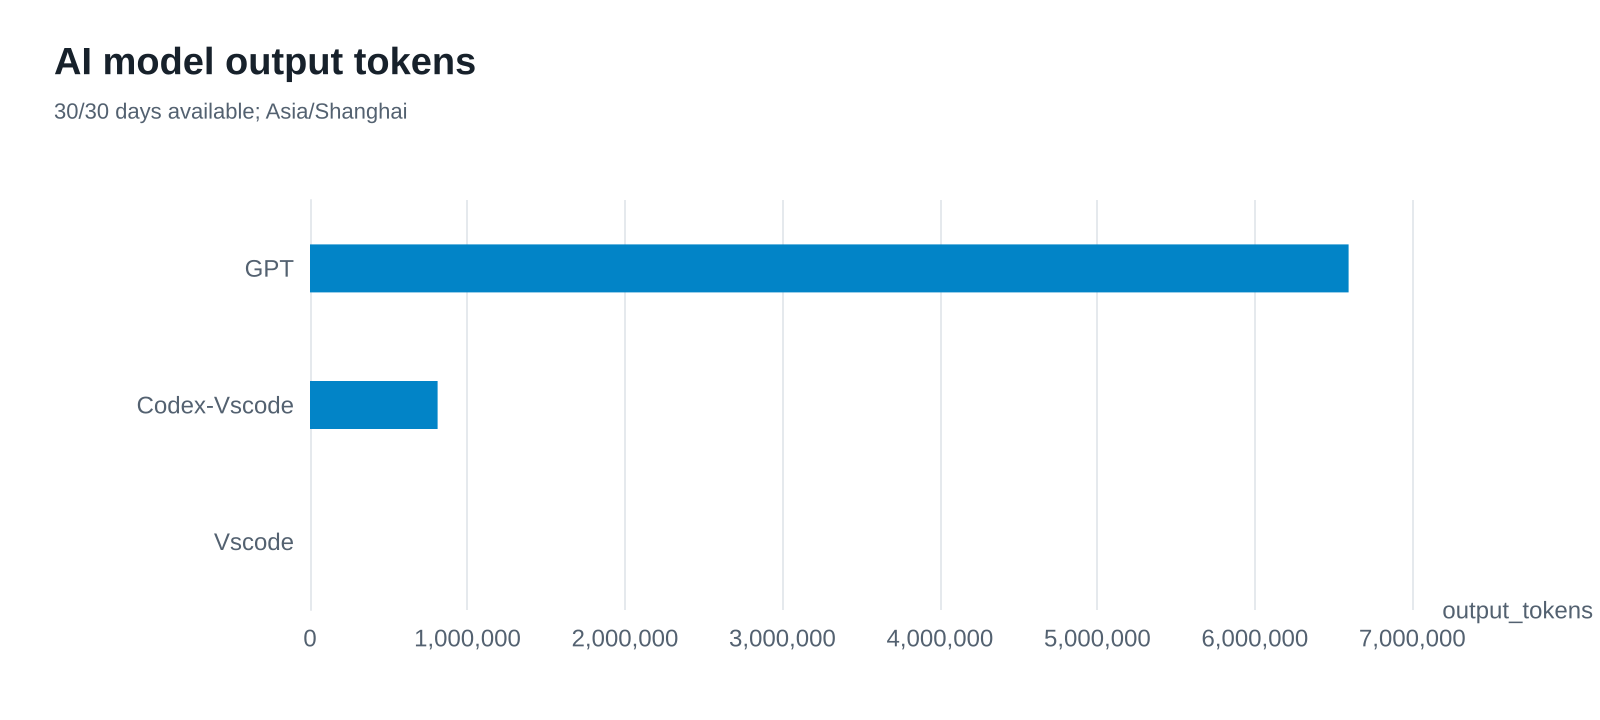 AI model output tokens
30/30 days available; Asia/Shanghai
GPT
Codex-Vscode
Vscode
output_tokens
0 1,000,000 2,000,000 3,000,000 4,000,000 5,000,000 6,000,000 7,000,000